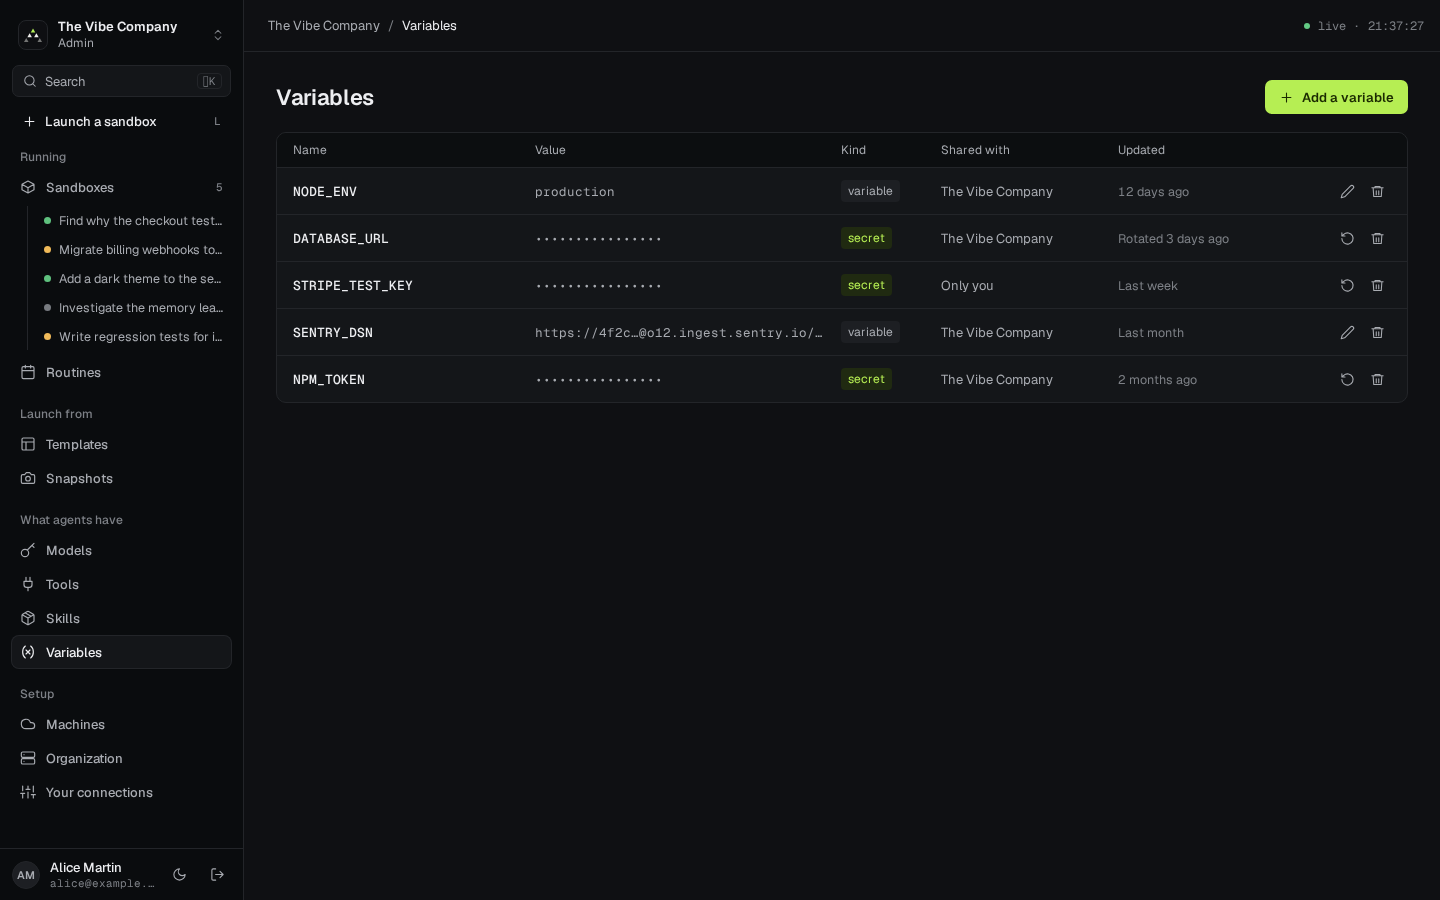 The Vibe Company
Admin
Search
K
Launch a sandbox L
Running
Sandboxes 5
Find why the checkout test…
Migrate billing webhooks to…
Add a dark theme to the se…
Investigate the memory lea…
Write regression tests for i…
Routines
Launch from
Templates
Snapshots
What agents have
Models
Tools
Skills
Variables
Setup
Machines
Organization
Your connections
AM
Alice Martin
alice@example.…
The Vibe Company / Variables
live · 21:37:27
Variables
Add a variable
Name Value Kind Shared with Updated
NODE_ENV production variable The Vibe Company 12 days ago
DATABASE_URL •••••••••••••••• secret The Vibe Company Rotated 3 days ago
STRIPE_TEST_KEY •••••••••••••••• secret Only you Last week
SENTRY_DSN https://4f2c…@o12.ingest.sentry.io/… variable The Vibe Company Last month
NPM_TOKEN •••••••••••••••• secret The Vibe Company 2 months ago